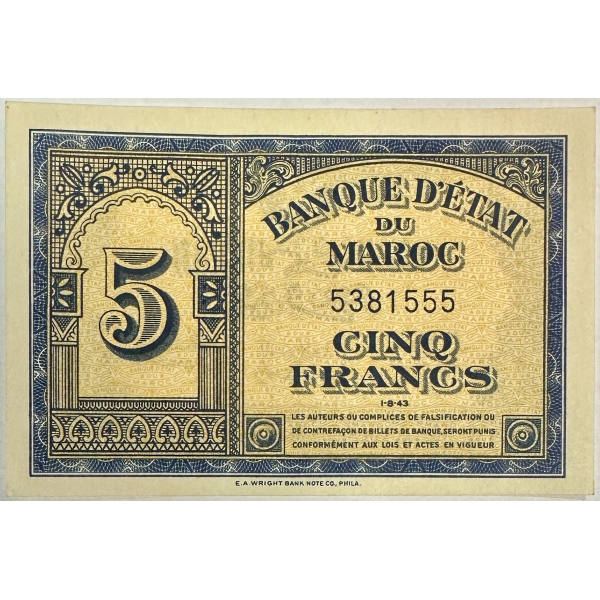 5
BANQUE D'ÉTAT
DU
MAROC
5381555
CINQ
FRANCS
1-8-43
LES AUTEURS OU COMPLICES DE FALSIFICATION OU
DE CONTREFAÇON DE BILLETS DE BANQUE, SERONT PUNIS
CONFORMÉMENT AUX LOIS ET ACTES EN VIGUEUR
E. A. WRIGHT BANK NOTE CO., PHILA.